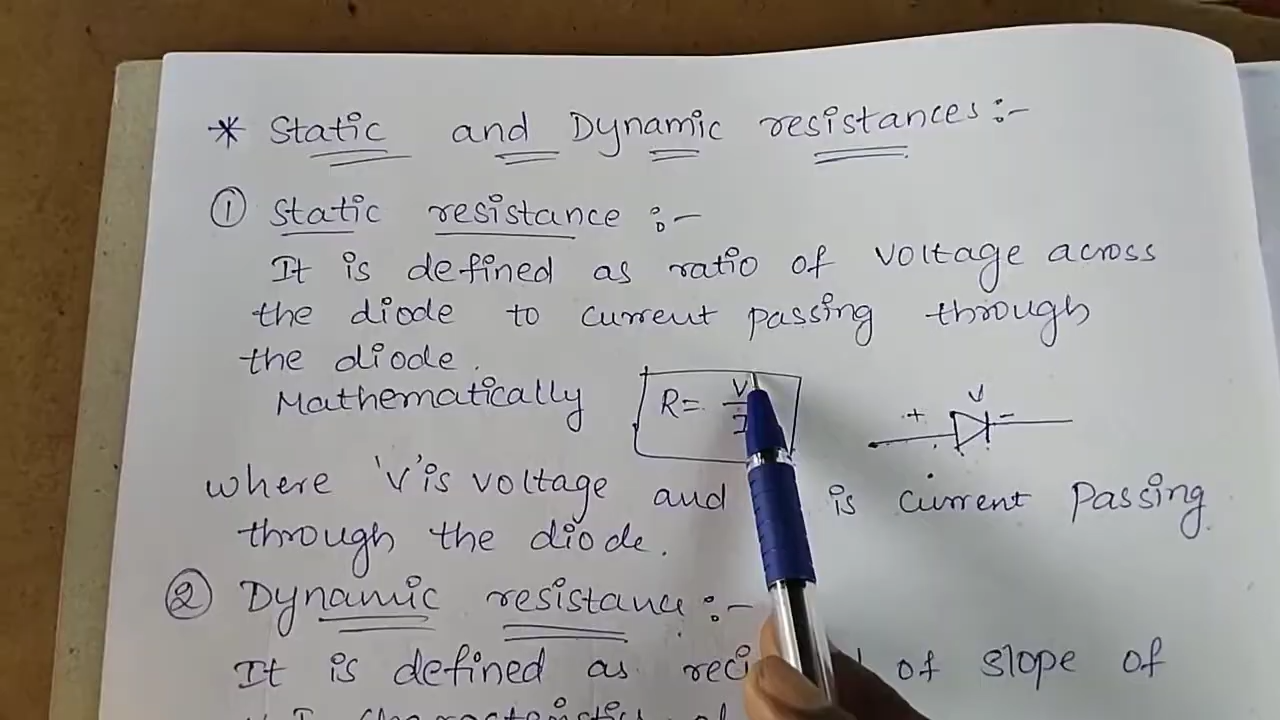 * Static and Dynamic resistances :-
① Static resistance :-
It is defined as ratio of voltage across
the diode to current passing through
the diode.
Mathematically R = V/I
+ V -
where 'V' is voltage and is current passing
through the diode.
② Dynamic resistance :-
It is defined as of slope of